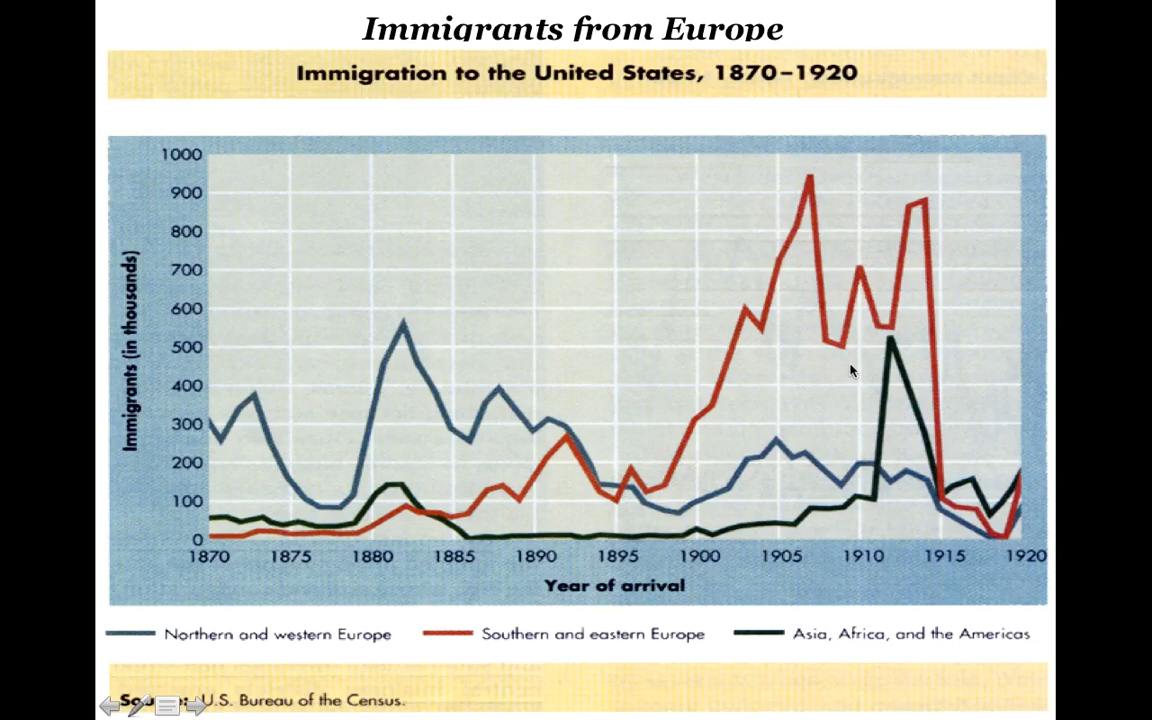 Immigrants from Europe
Immigration to the United States, 1870–1920
1000
900
800
700
600
500
400
300
200
100
0
Immigrants (in thousands)
1870 1875 1880 1885 1890 1895 1900 1905 1910 1915 1920
Year of arrival
Northern and western Europe Southern and eastern Europe Asia, Africa, and the Americas
U.S. Bureau of the Census.